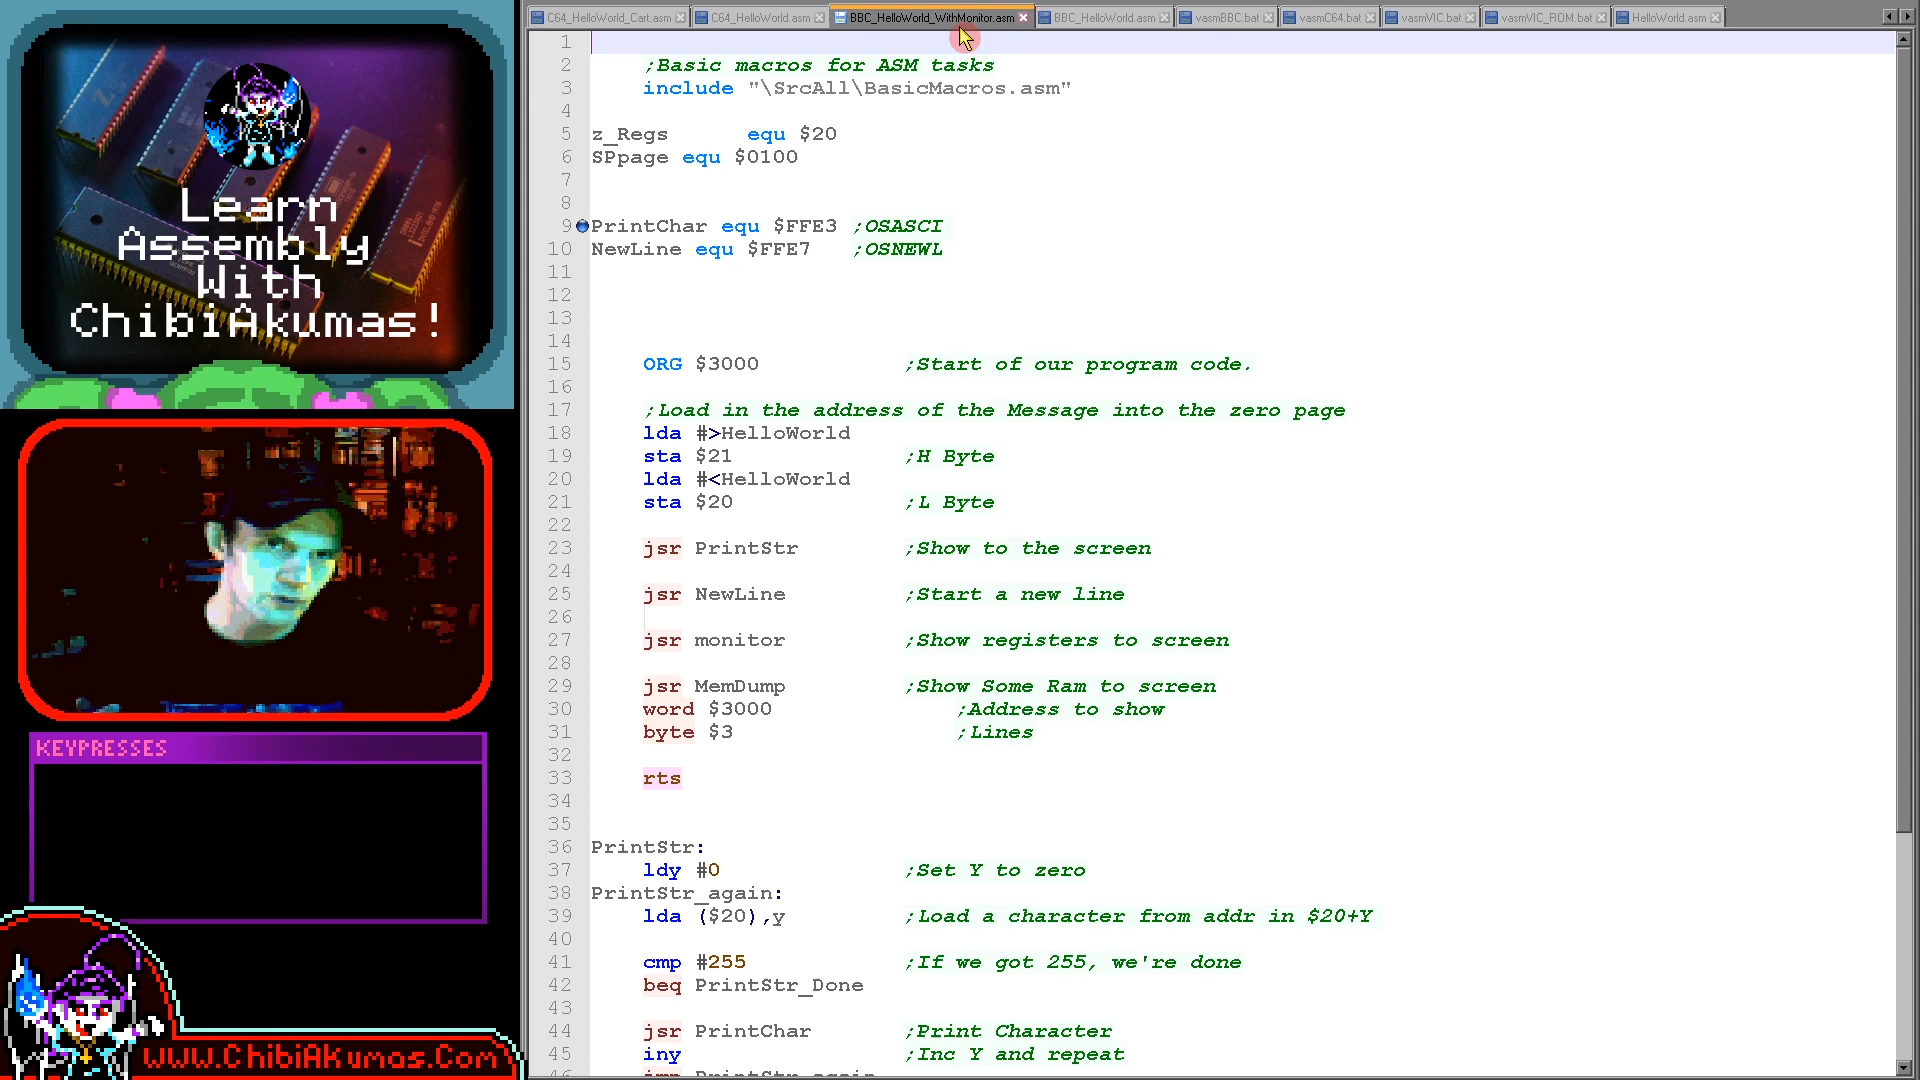 Learn
Assembly
With
ChibiAkumas!
KEYPRESSES
www.ChibiAkumas.Com
C64_HelloWorld_Cart.asm
C64_HelloWorld.asm
BBC_HelloWorld_WithMonitor.asm
BBC_HelloWorld.asm
vasmBBC.bat
vasmC64.bat
vasmVIC.bat
vasmVIC_ROM.bat
HelloWorld.asm
1
2 ;Basic macros for ASM tasks
3 include "\SrcAll\BasicMacros.asm"
4
5 z_Regs equ $20
6 SPpage equ $0100
7
8
9 PrintChar equ $FFE3 ;OSASCI
10 NewLine equ $FFE7 ;OSNEWL
11
12
13
14
15 ORG $3000 ;Start of our program code.
16
17 ;Load in the address of the Message into the zero page
18 lda #>HelloWorld
19 sta $21 ;H Byte
20 lda #<HelloWorld
21 sta $20 ;L Byte
22
23 jsr PrintStr ;Show to the screen
24
25 jsr NewLine ;Start a new line
26
27 jsr monitor ;Show registers to screen
28
29 jsr MemDump ;Show Some Ram to screen
30 word $3000 ;Address to show
31 byte $3 ;Lines
32
33 rts
34
35
36 PrintStr:
37 ldy #0 ;Set Y to zero
38 PrintStr_again:
39 lda ($20),y ;Load a character from addr in $20+Y
40
41 cmp #255 ;If we got 255, we're done
42 beq PrintStr_Done
43
44 jsr PrintChar ;Print Character
45 iny ;Inc Y and repeat
46 jmp PrintStr_again